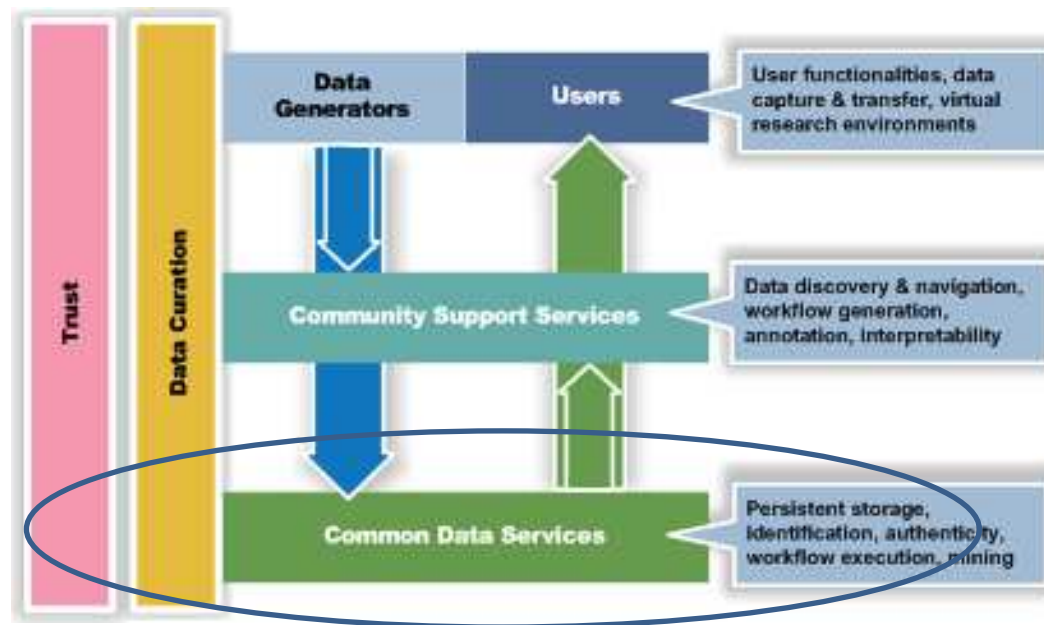 Trust
Data Curation
Data
Generators
Users
User functionalities, data
capture & transfer, virtual
research environments
Community Support Services
Data discovery & navigation,
workflow generation,
annotation, interpretability
Common Data Services
Persistent storage,
identification, authenticity,
workflow execution, mining